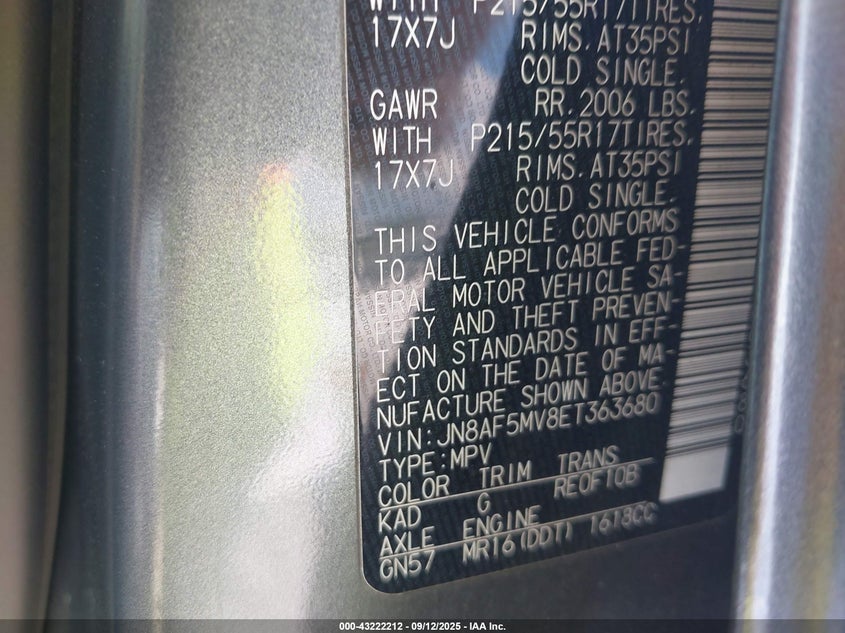 WITH P215/55R17TIRES,
17X7J RIMS.AT35PSI
COLD SINGLE.
GAWR RR.2006 LBS.
WITH P215/55R17TIRES,
17X7J RIMS.AT35PSI
COLD SINGLE.
THIS VEHICLE CONFORMS
TO ALL APPLICABLE FED-
ERAL MOTOR VEHICLE SA-
FETY AND THEFT PREVEN-
TION STANDARDS IN EFF-
ECT ON THE DATE OF MA-
NUFACTURE SHOWN ABOVE.
VIN:JN8AF5MV8ET363680
TYPE:MPV
COLOR TRIM TRANS
KAD G RE0F10B
AXLE ENGINE
GN57 MR16(DDT) 1618CC
000-43222212 - 09/12/2025 - IAA Inc.